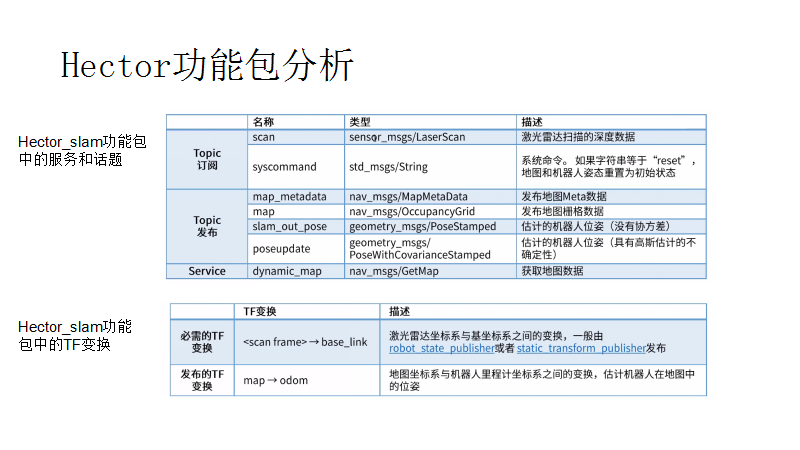 Hector功能包分析
Hector_slam功能包
中的服务和话题
名称 类型 描述
Topic
订阅
scan sensor_msgs/LaserScan 激光雷达扫描的深度数据
syscommand std_msgs/String 系统命令。 如果字符串等于“reset”，
地图和机器人姿态重置为初始状态
Topic
发布
map_metadata nav_msgs/MapMetaData 发布地图Meta数据
map nav_msgs/OccupancyGrid 发布地图栅格数据
slam_out_pose geometry_msgs/PoseStamped 估计的机器人位姿（没有协方差）
poseupdate geometry_msgs/
PoseWithCovarianceStamped 估计的机器人位姿（具有高斯估计的不
确定性）
Service dynamic_map nav_msgs/GetMap 获取地图数据
Hector_slam功能
包中的TF变换
TF变换 描述
必需的TF
变换
<scan frame> → base_link 激光雷达坐标系与基坐标系之间的变换，一般由
robot_state_publisher或者 static_transform_publisher发布
发布的TF
变换
map → odom 地图坐标系与机器人里程计坐标系之间的变换，估计机器人在地图中
的位姿